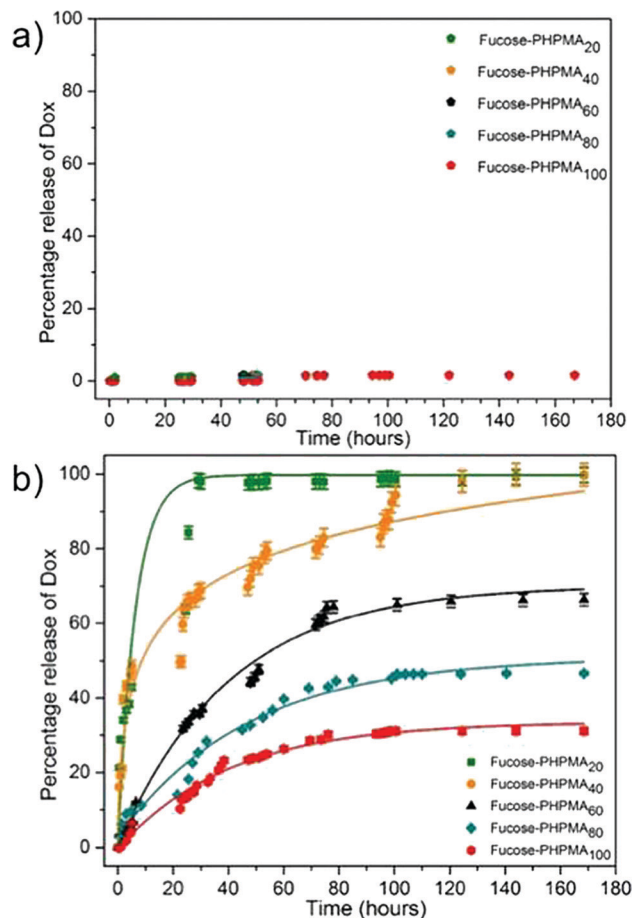 a)
Percentage release of Dox
100
80
60
40
20
0
Fucose-PHPMA20
Fucose-PHPMA40
Fucose-PHPMA60
Fucose-PHPMA80
Fucose-PHPMA100
0 20 40 60 80 100 120 140 160 180
Time (hours)
b)
Percentage release of Dox
100
80
60
40
20
0
Fucose-PHPMA20
Fucose-PHPMA40
Fucose-PHPMA60
Fucose-PHPMA80
Fucose-PHPMA100
0 20 40 60 80 100 120 140 160 180
Time (hours)